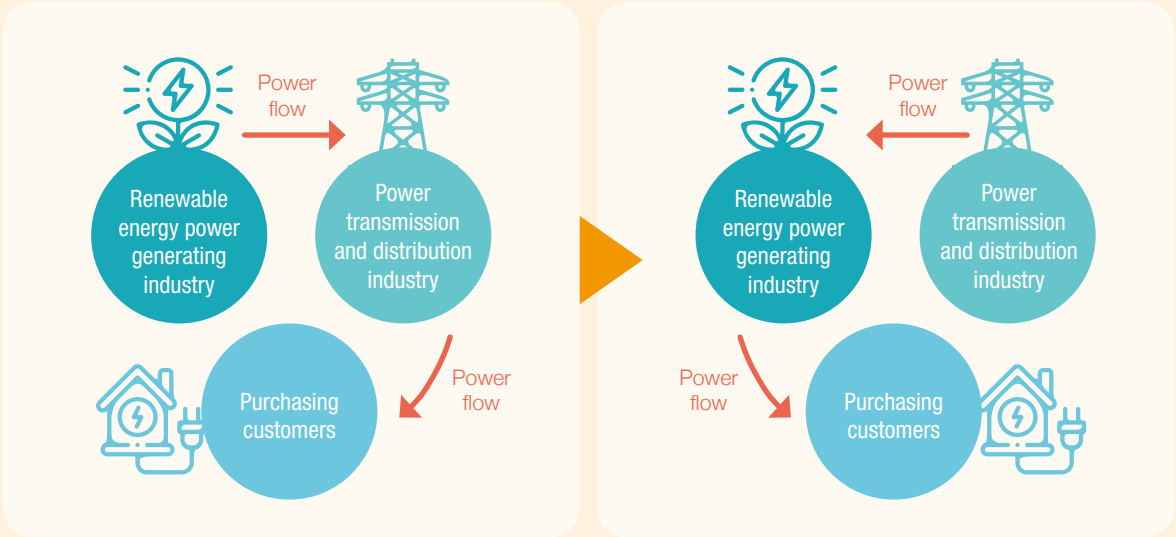 Power
flow
Renewable
energy power
generating
industry
Power
transmission
and distribution
industry
Power
flow
Purchasing
customers
Power
flow
Renewable
energy power
generating
industry
Power
transmission
and distribution
industry
Power
flow
Purchasing
customers